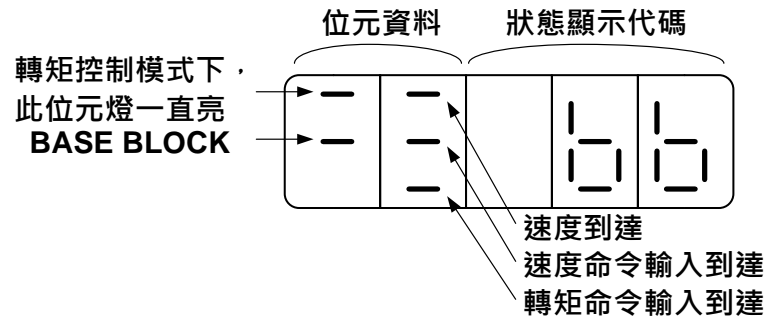 位元資料
狀態顯示代碼
轉矩控制模式下，
此位元燈一直亮
BASE BLOCK
bb
速度到達
速度命令輸入到達
轉矩命令輸入到達